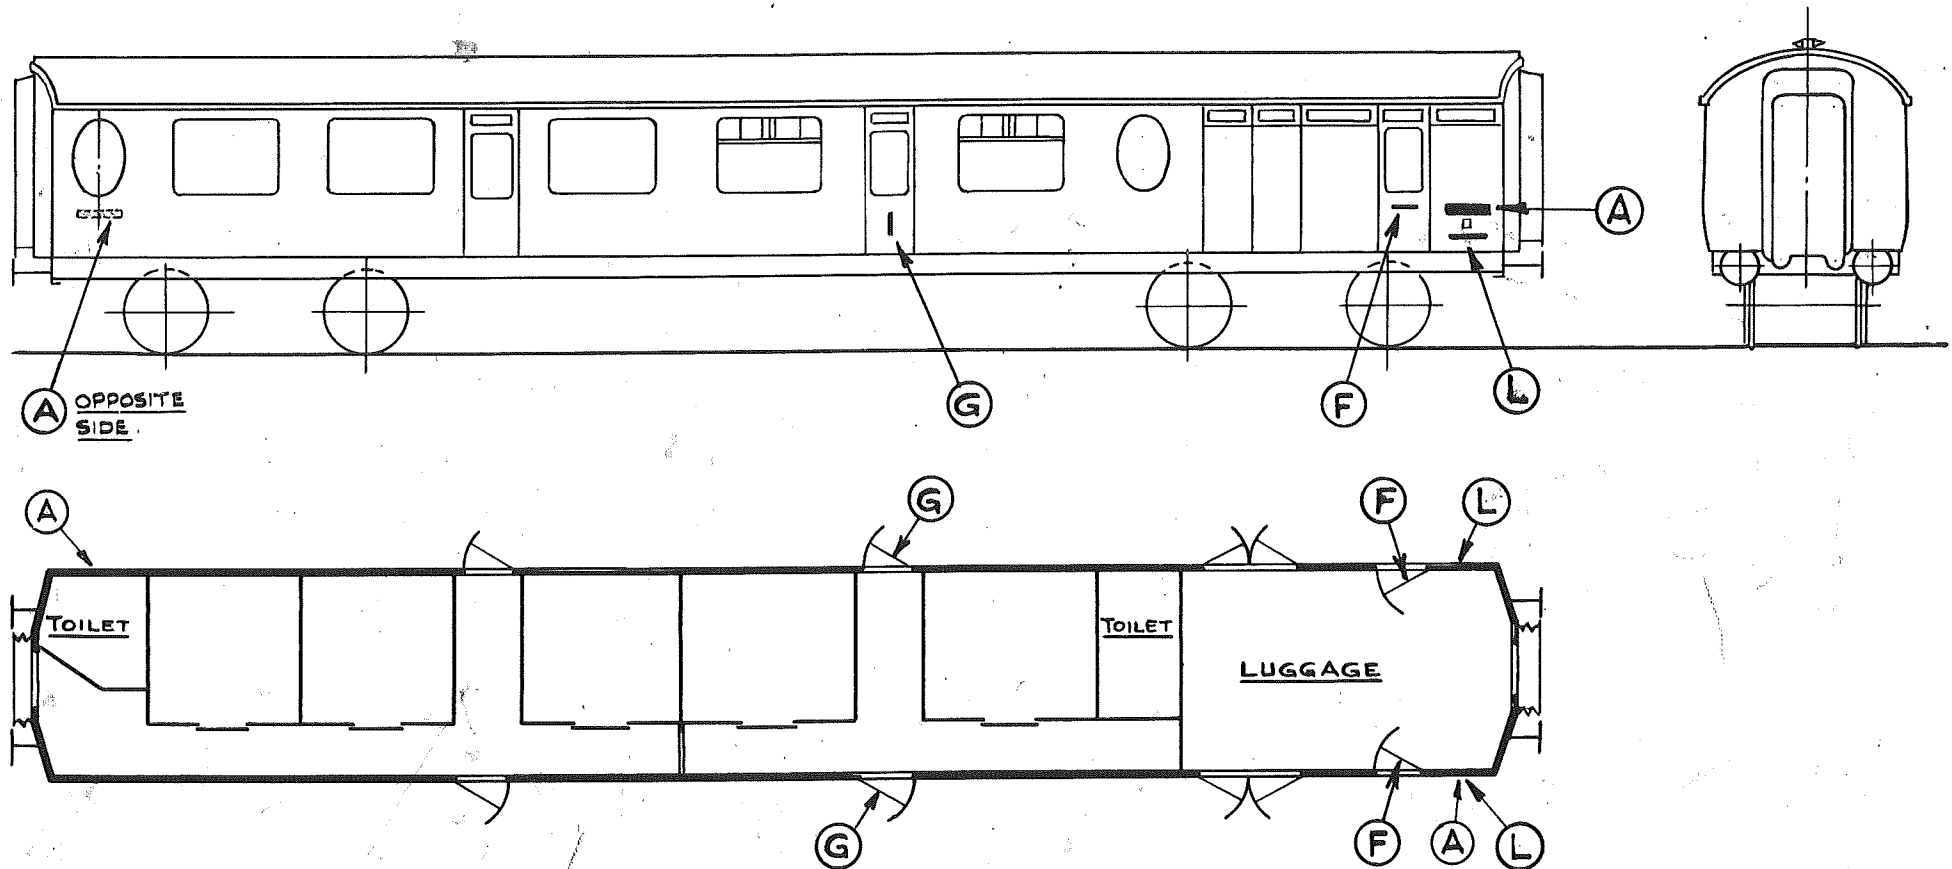 A
A OPPOSITE
SIDE.
G
F
L
A
G
F
L
TOILET
TOILET
LUGGAGE
G
F
A
L